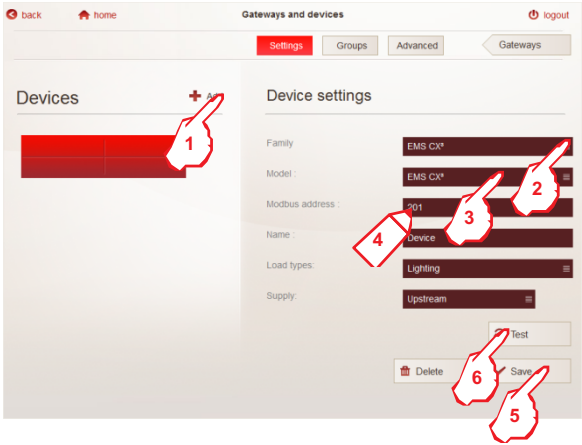 back home Gateways and devices logout
Settings Groups Advanced Gateways
Devices
Device settings
1
Family
EMS CX³
2
Model :
EMS CX³
3
Modbus address :
201
4
Name :
Device
Load types:
Lighting
Supply:
Upstream
Test
6
Delete
Save
5